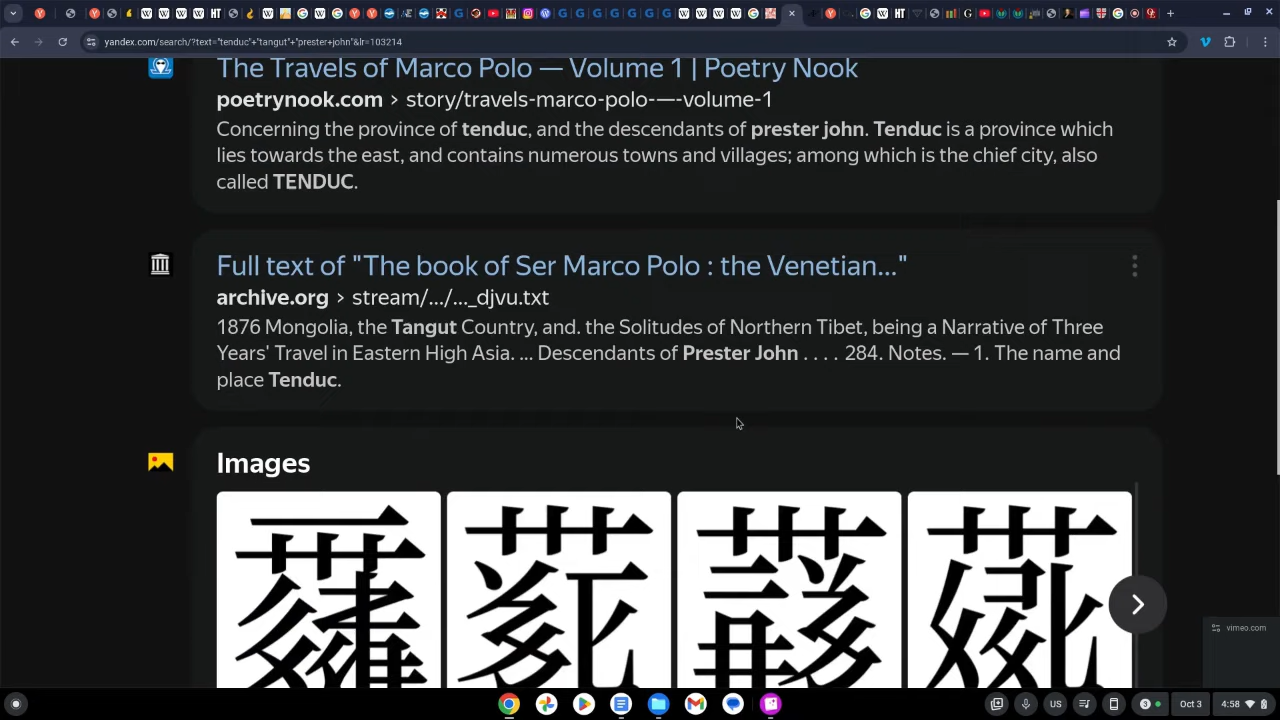 yandex.com/search/?text="tenduc"+"tangut"+"prester+john"&lr=103214
The Travels of Marco Polo — Volume 1 | Poetry Nook
poetrynook.com › story/travels-marco-polo-—-volume-1
Concerning the province of tenduc, and the descendants of prester john. Tenduc is a province which
lies towards the east, and contains numerous towns and villages; among which is the chief city, also
called TENDUC.
Full text of "The book of Ser Marco Polo : the Venetian..."
archive.org › stream/.../..._djvu.txt
1876 Mongolia, the Tangut Country, and. the Solitudes of Northern Tibet, being a Narrative of Three
Years' Travel in Eastern High Asia. ... Descendants of Prester John . . . . 284. Notes. — 1. The name and
place Tenduc.
Images
vimeo.com
US
3
Oct 3
4:58